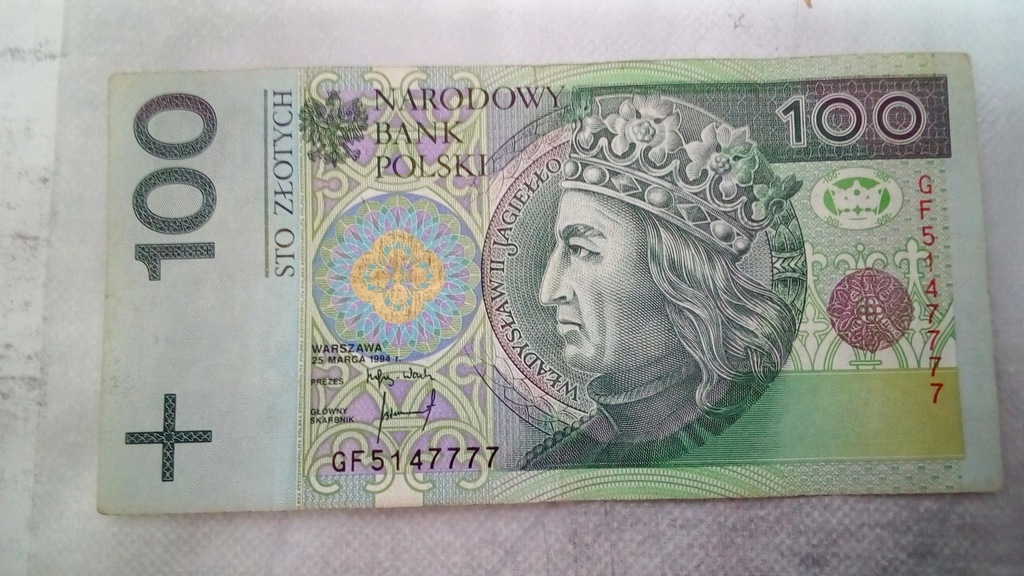 100
STO ZŁOTYCH
NARODOWY
BANK
POLSKI
100
WŁADYSŁAW II JAGIEŁŁO
GF5147777
WARSZAWA
25 MARCA 1994 r.
PREZES
GŁÓWNY
SKARBNIK
GF5147777